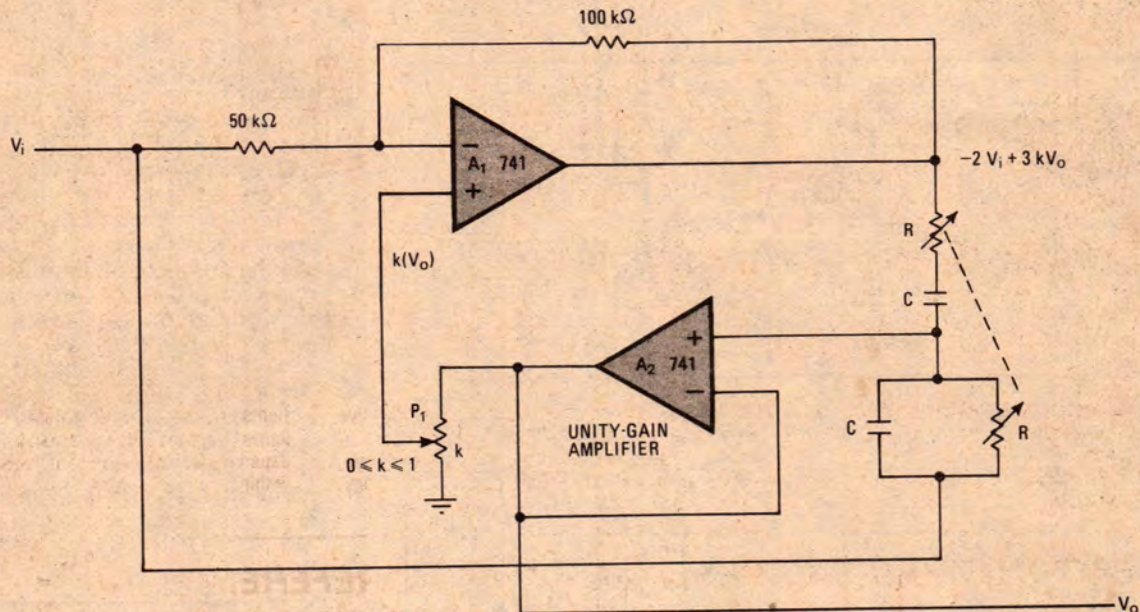 100 kΩ
50 kΩ
Vi
−
A1 741
+
−2 Vi + 3 kVo
R
k(Vo)
C
+
A2 741
−
P1
k
0 ≤ k ≤ 1
UNITY-GAIN
AMPLIFIER
C
R
Vo